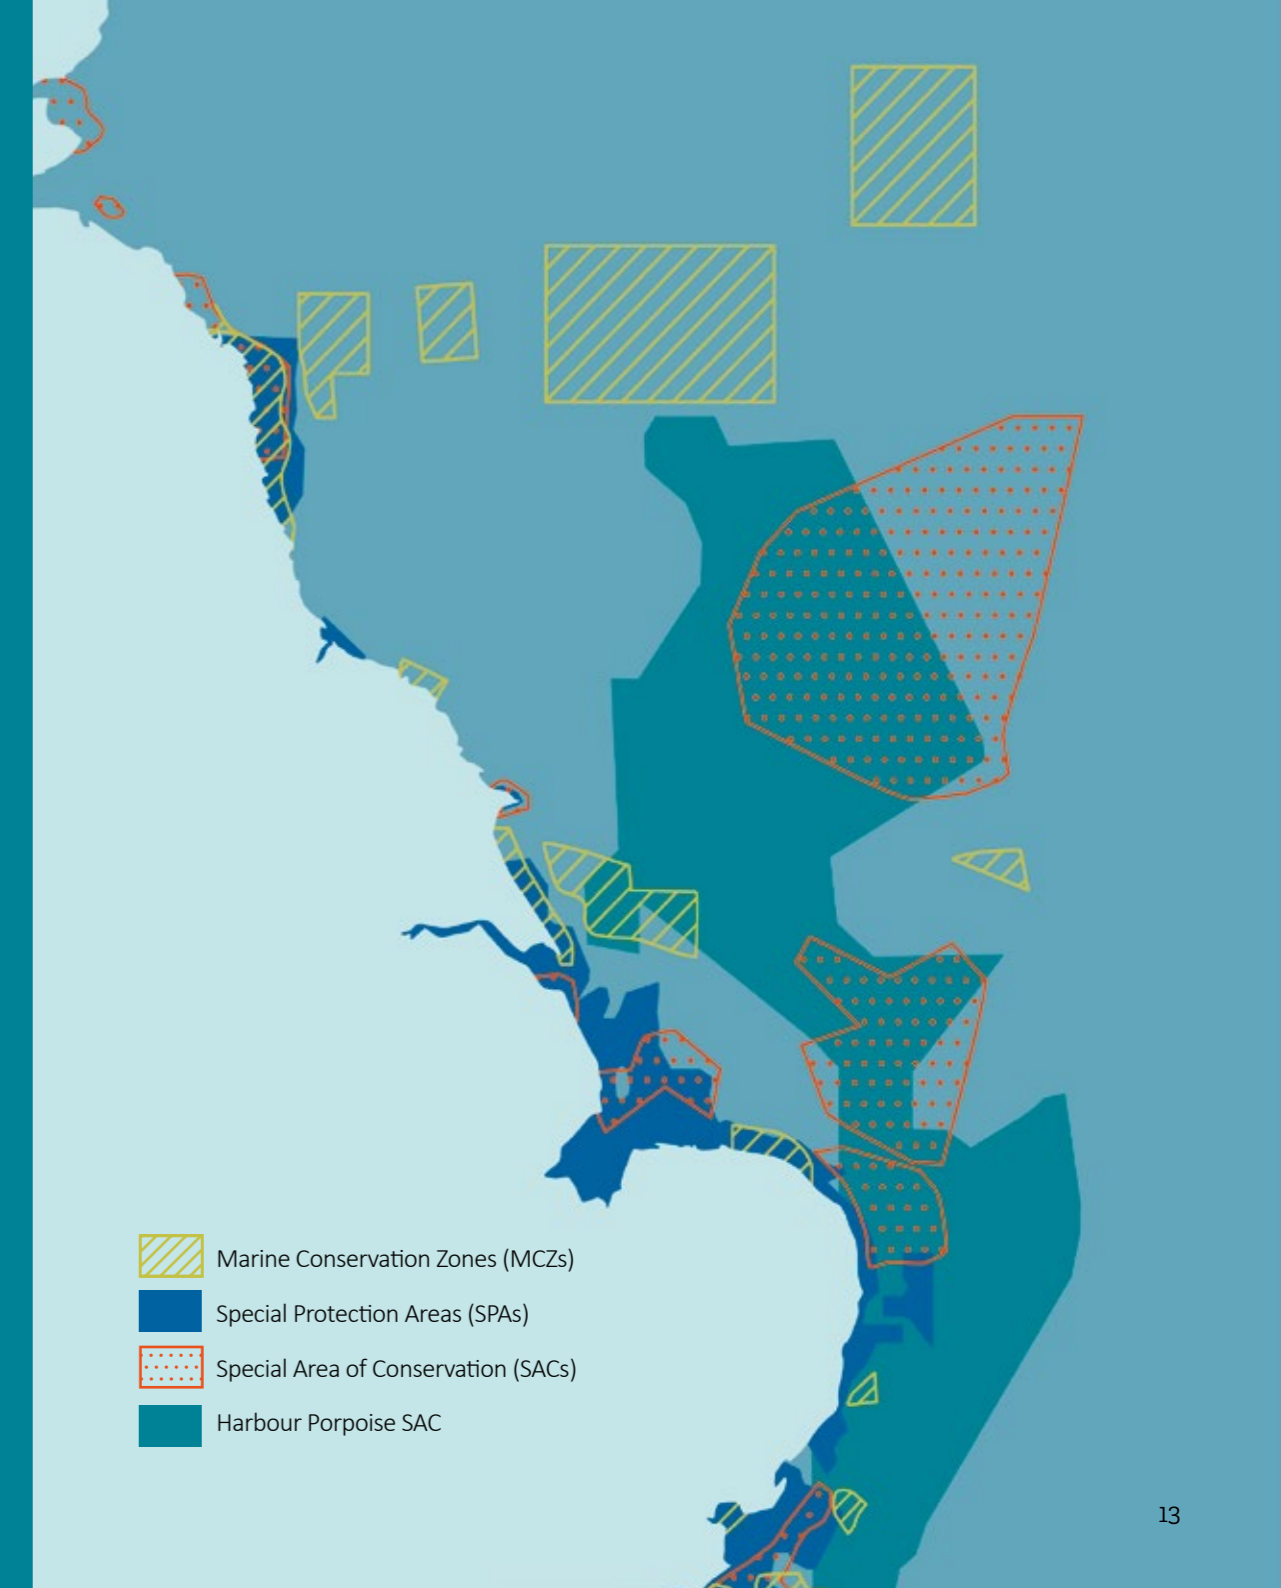 Marine Conservation Zones (MCZs)
Special Protection Areas (SPAs)
Special Area of Conservation (SACs)
Harbour Porpoise SAC
13